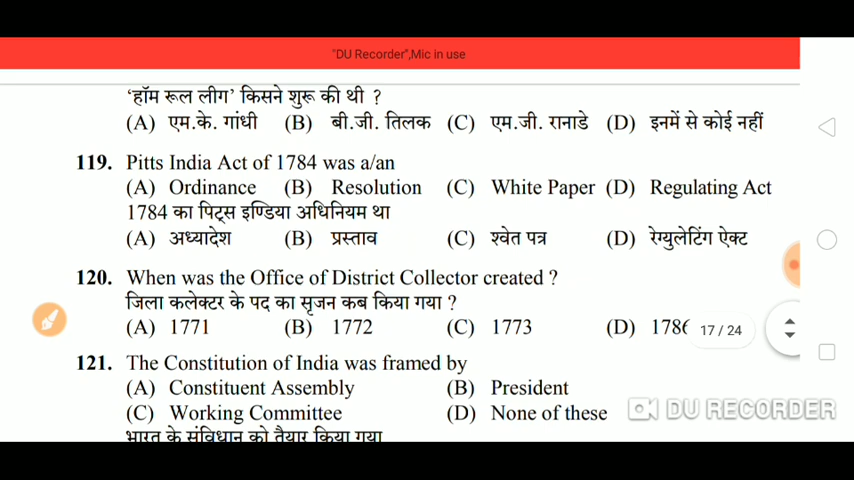 "DU Recorder",Mic in use
'हॉम रूल लीग' किसने शुरू की थी ?
(A) एम.के. गांधी (B) बी.जी. तिलक (C) एम.जी. रानाडे (D) इनमें से कोई नहीं
119. Pitts India Act of 1784 was a/an
(A) Ordinance (B) Resolution (C) White Paper (D) Regulating Act
1784 का पिट्स इण्डिया अधिनियम था
(A) अध्यादेश (B) प्रस्ताव (C) श्वेत पत्र (D) रेग्युलेटिंग ऐक्ट
120. When was the Office of District Collector created ?
जिला कलेक्टर के पद का सृजन कब किया गया ?
(A) 1771 (B) 1772 (C) 1773 (D) 1786
17 / 24
121. The Constitution of India was framed by
(A) Constituent Assembly (B) President
(C) Working Committee (D) None of these
DU RECORDER
भारत के संविधान को तैयार किया गया